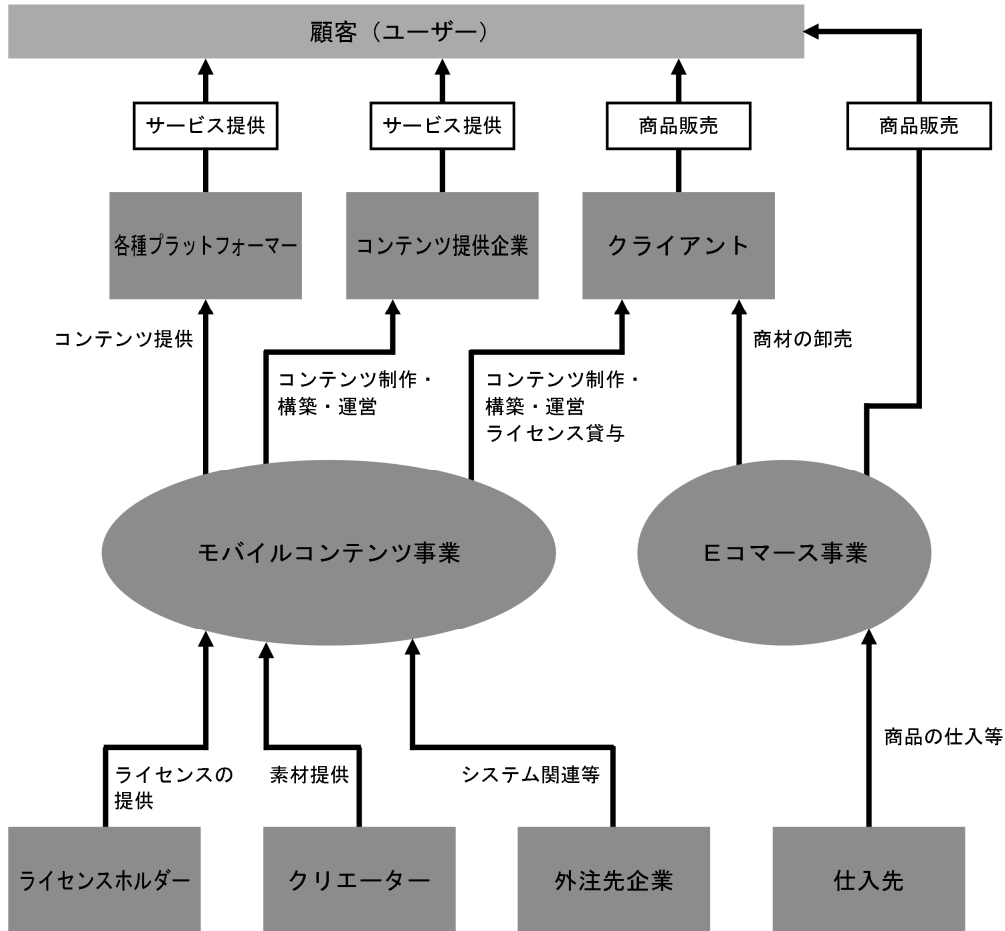 顧客（ユーザー）
サービス提供
サービス提供
商品販売
商品販売
各種プラットフォーマー
コンテンツ提供企業
クライアント
コンテンツ提供
コンテンツ制作・
構築・運営
コンテンツ制作・
構築・運営
ライセンス貸与
商材の卸売
モバイルコンテンツ事業
Ｅコマース事業
ライセンスの
提供
素材提供
システム関連等
商品の仕入等
ライセンスホルダー
クリエーター
外注先企業
仕入先